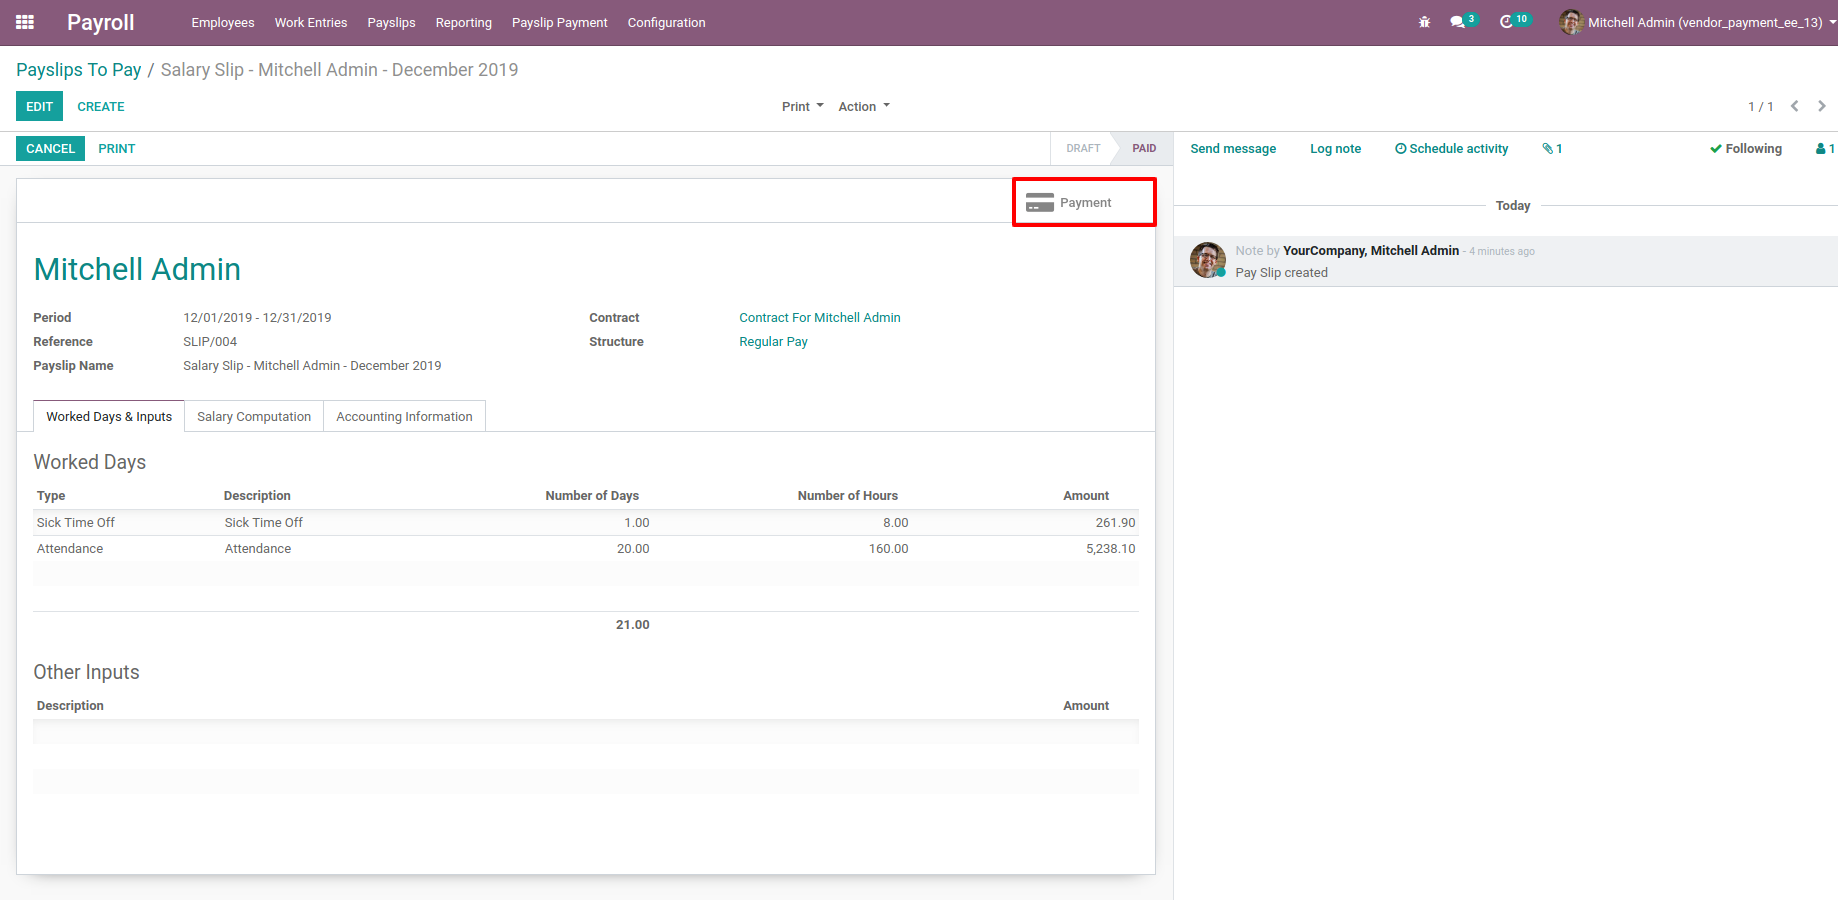 Payroll Employees Work Entries Payslips Reporting Payslip Payment Configuration 3 10 Mitchell Admin (vendor_payment_ee_13)
Payslips To Pay / Salary Slip - Mitchell Admin - December 2019
EDIT CREATE Print Action 1 / 1
CANCEL PRINT DRAFT PAID Send message Log note Schedule activity 1 Following 1
Payment
Today
Mitchell Admin
Note by YourCompany, Mitchell Admin - 4 minutes ago
Pay Slip created
Period 12/01/2019 - 12/31/2019 Contract Contract For Mitchell Admin
Reference SLIP/004 Structure Regular Pay
Payslip Name Salary Slip - Mitchell Admin - December 2019
Worked Days & Inputs Salary Computation Accounting Information
Worked Days
Type Description Number of Days Number of Hours Amount
Sick Time Off Sick Time Off 1.00 8.00 261.90
Attendance Attendance 20.00 160.00 5,238.10
21.00
Other Inputs
Description Amount